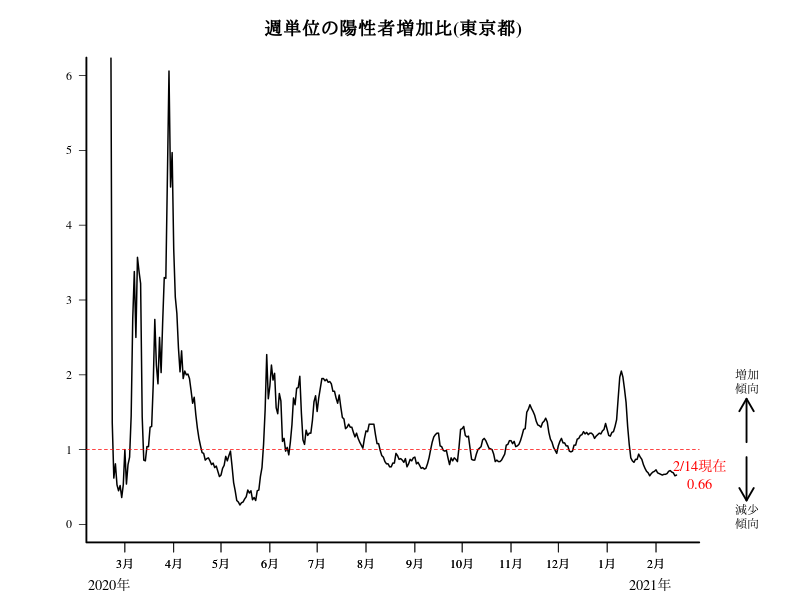 週単位の陽性者増加比(東京都)
6
5
4
3
2
1
0
増加
傾向
2/14現在
0.66
減少
傾向
3月 4月 5月 6月 7月 8月 9月 10月 11月 12月 1月 2月
2020年 2021年